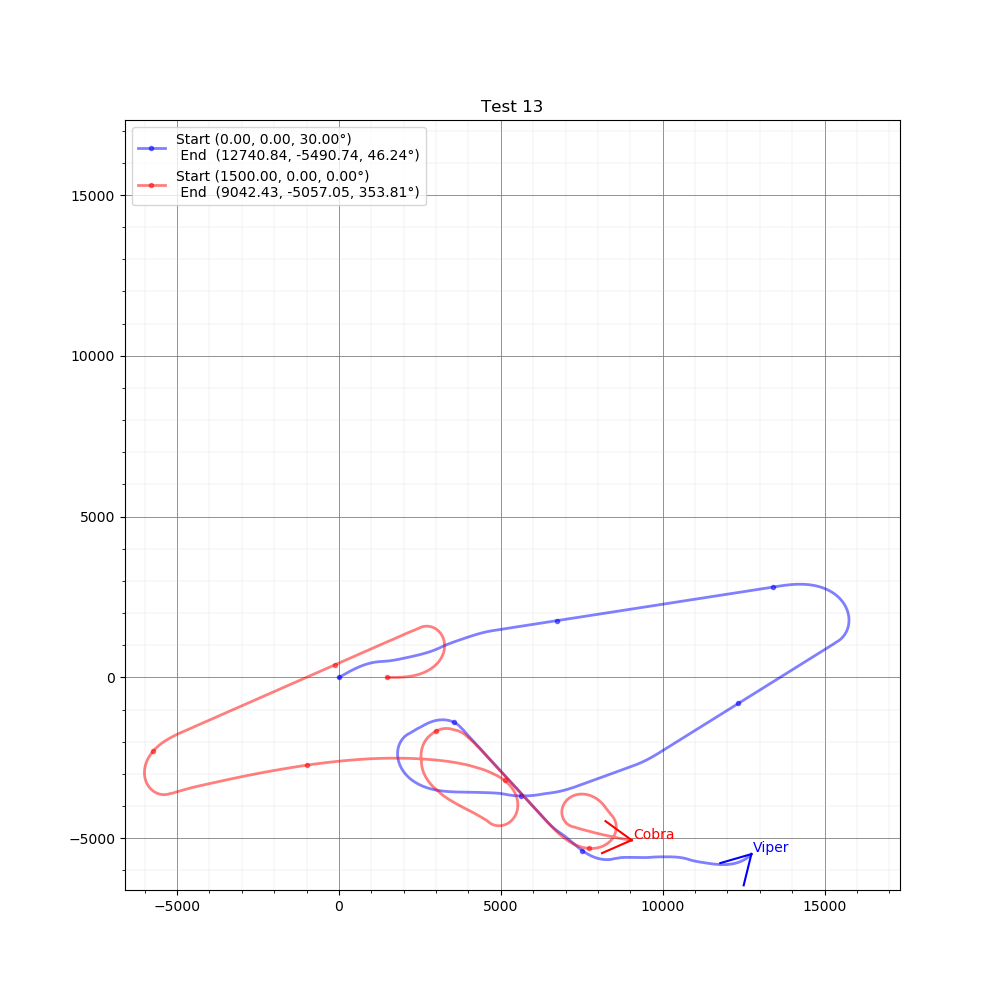 Test 13
Start (0.00, 0.00, 30.00°)
End  (12740.84, -5490.74, 46.24°)
Start (1500.00, 0.00, 0.00°)
End  (9042.43, -5057.05, 353.81°)
15000
10000
5000
0
−5000
Cobra
Viper
−5000
0
5000
10000
15000